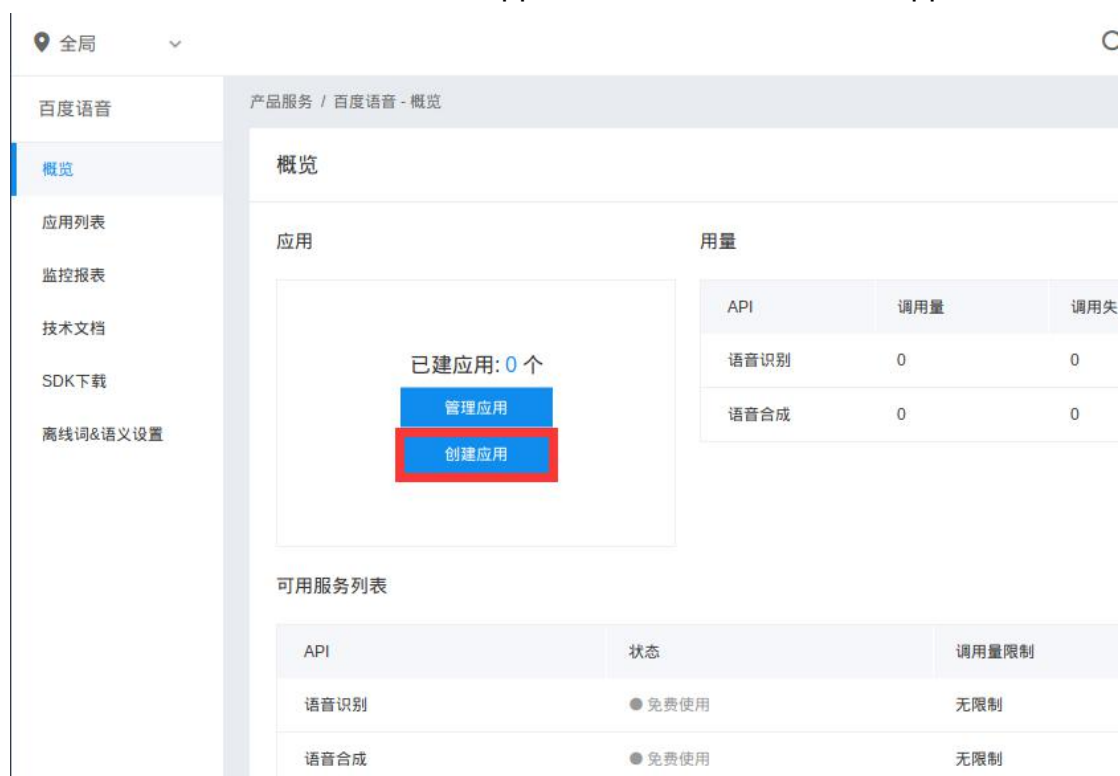 全局
百度语音
产品服务 / 百度语音 - 概览
概览
概览
应用列表
监控报表
技术文档
SDK下载
离线词&语义设置
应用
用量
已建应用: 0 个
管理应用
创建应用
API 调用量 调用失
语音识别 0 0
语音合成 0 0
可用服务列表
API 状态 调用量限制
语音识别 免费使用 无限制
语音合成 免费使用 无限制